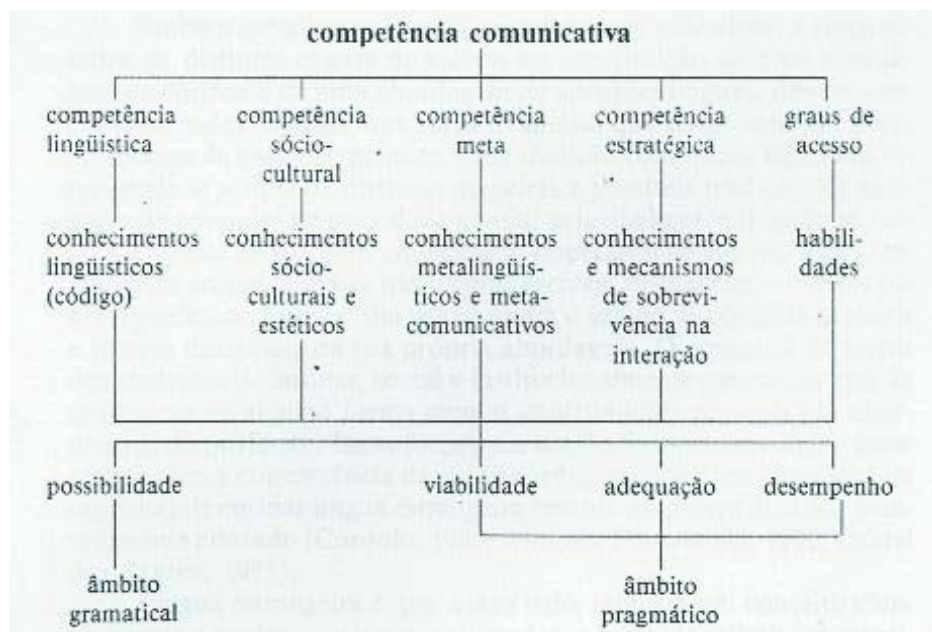 competência comunicativa
competência
lingüística
competência
sócio-
cultural
competência
meta
competência
estratégica
graus de
acesso
conhecimentos
lingüísticos
(código)
conhecimentos
sócio-
culturais e
estéticos
conhecimentos
metalingüís-
ticos e meta-
comunicativos
conhecimentos
e mecanismos
de sobrevi-
vência na
interação
habili-
dades
possibilidade
viabilidade
adequação
desempenho
âmbito
gramatical
âmbito
pragmático